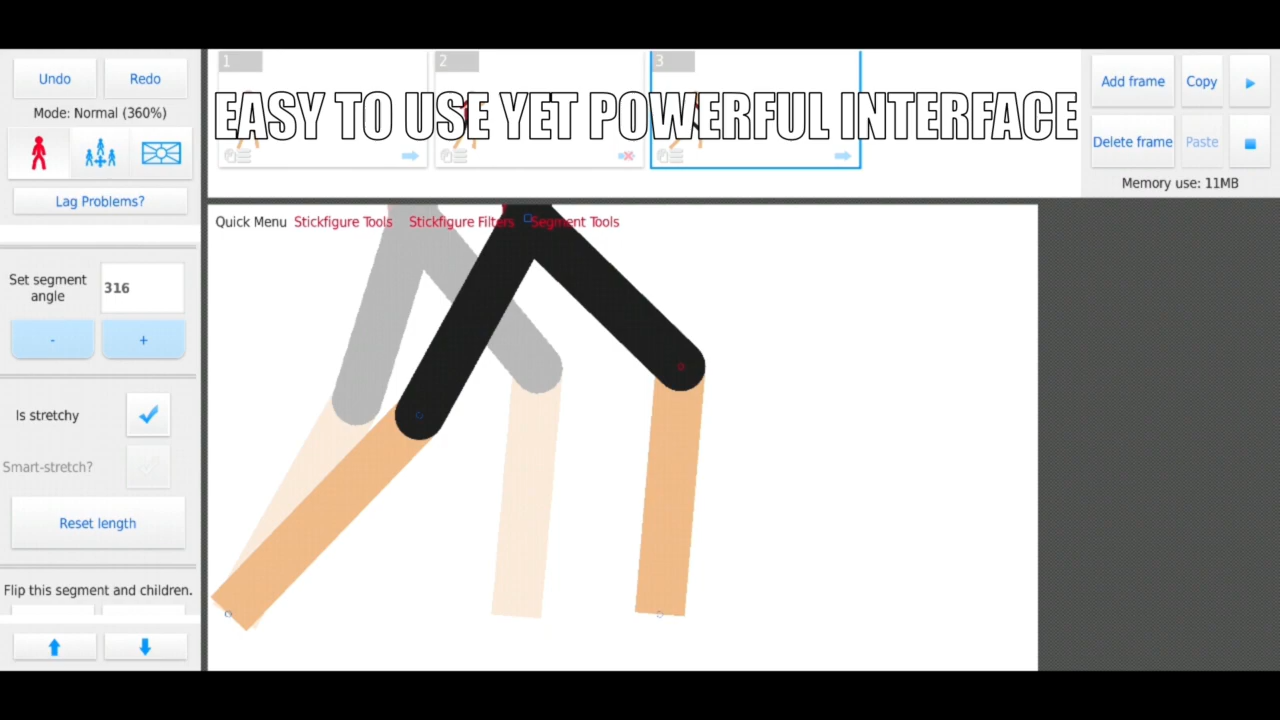 1
2
3
EASY TO USE YET POWERFUL INTERFACE
Undo
Redo
Mode: Normal (360%)
Lag Problems?
Set segment
angle
316
-
+
Is stretchy
Smart-stretch?
Reset length
Flip this segment and children.
Quick Menu
Stickfigure Tools
Stickfigure Filters
Segment Tools
Add frame
Copy
Delete frame
Paste
Memory use: 11MB